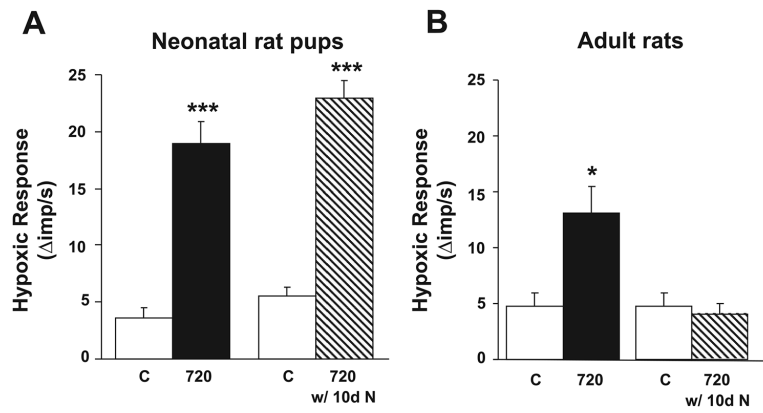 A
Neonatal rat pups
Hypoxic Response
(Δimp/s)
25
20
15
10
5
0
***
***
C
720
C
720
w/ 10d N
B
Adult rats
Hypoxic Response
(Δimp/s)
25
20
15
10
5
0
*
C
720
C
720
w/ 10d N